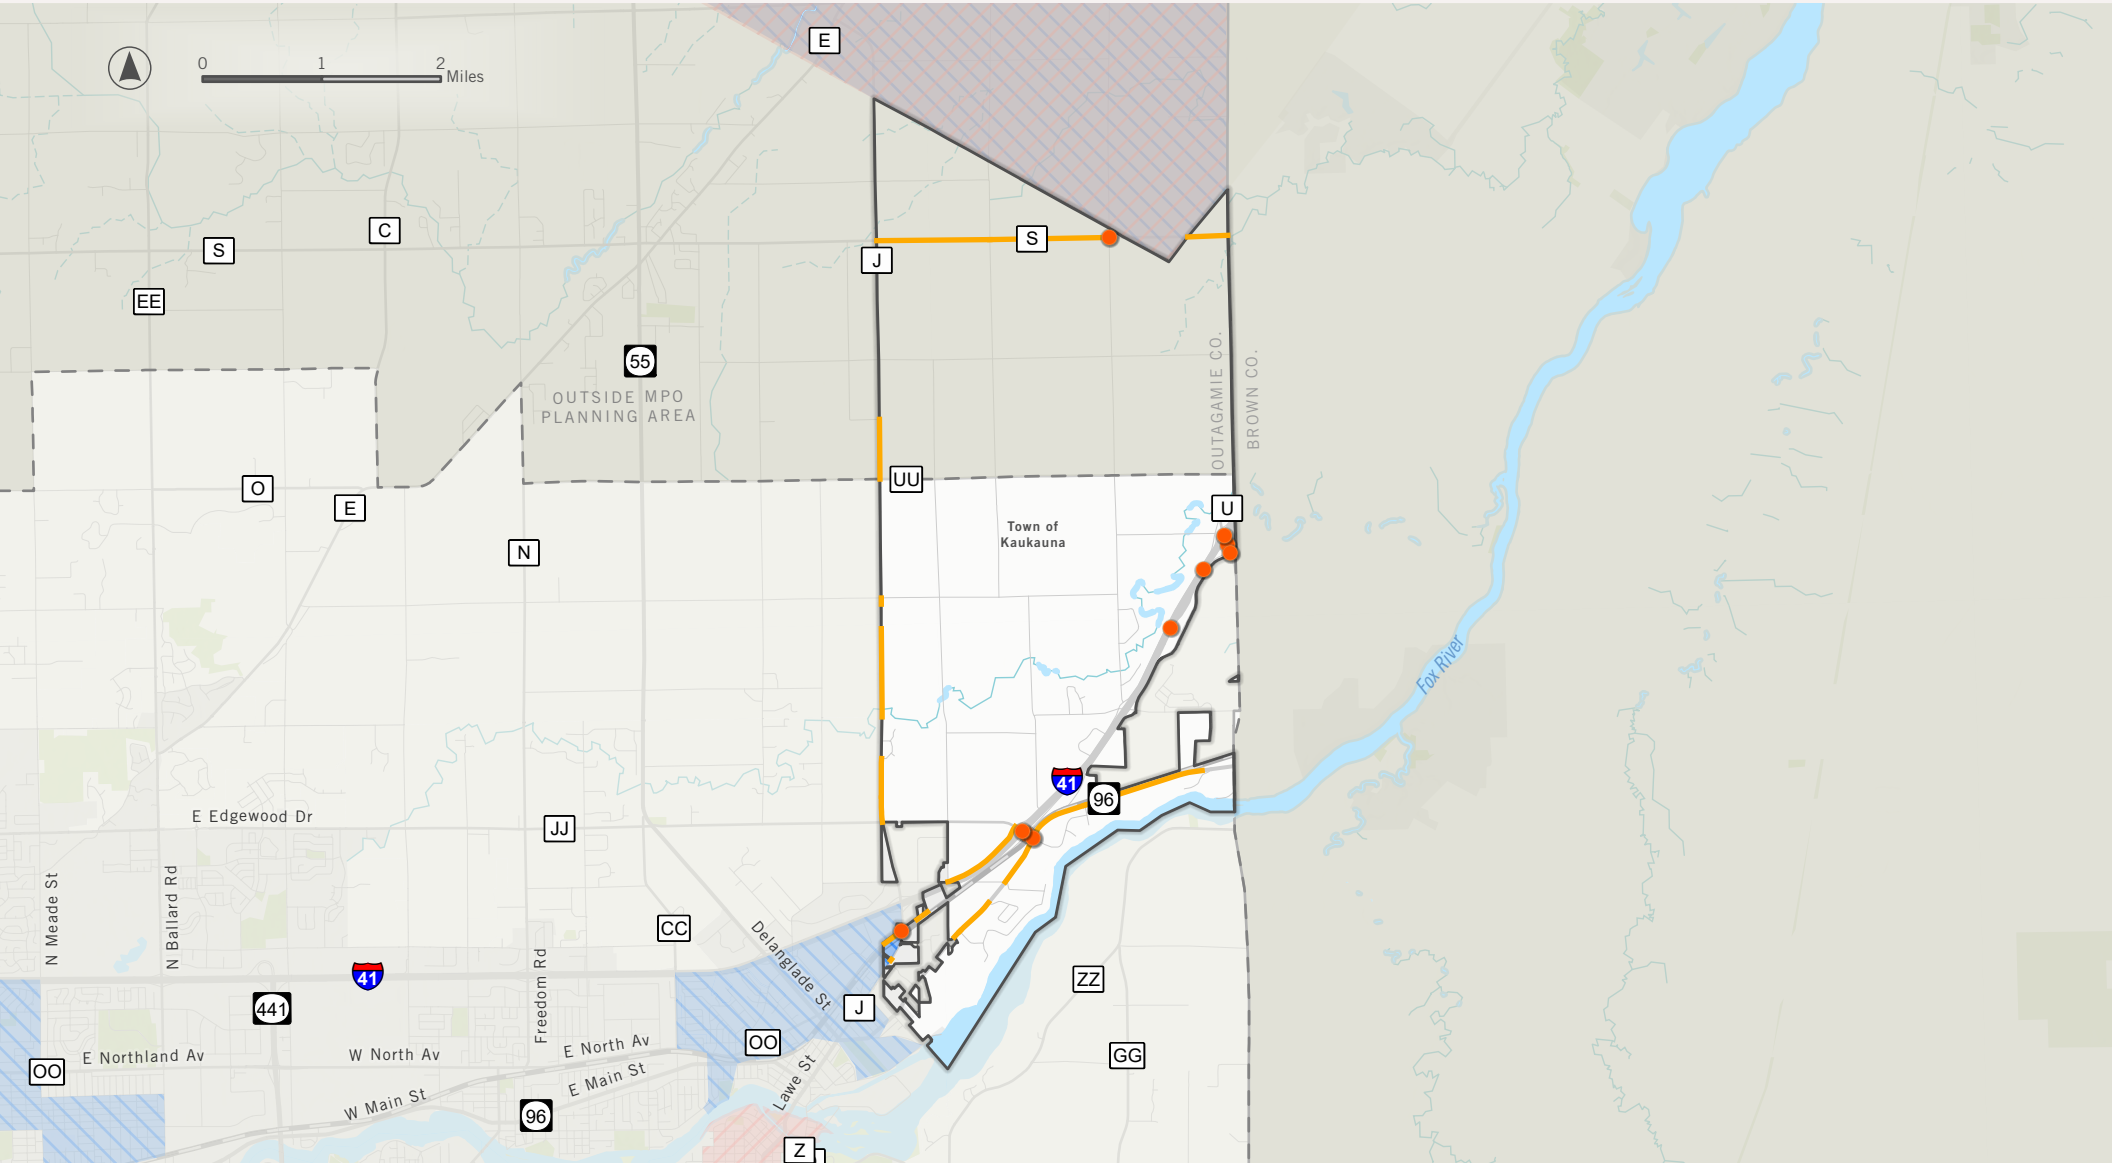 E
0 1 2
Miles
C
S
S
J
EE
55
OUTSIDE MPO
PLANNING AREA
OUTAGAMIE CO.
BROWN CO.
UU
O
E
U
Town of
Kaukauna
N
Fox River
41
96
E Edgewood Dr
JJ
N Meade St
N Ballard Rd
CC
Delanglade St
Freedom Rd
41
ZZ
441
J
OO
E North Av
W North Av
E Northland Av
GG
OO
E Main St
Lawe St
W Main St
96
Z